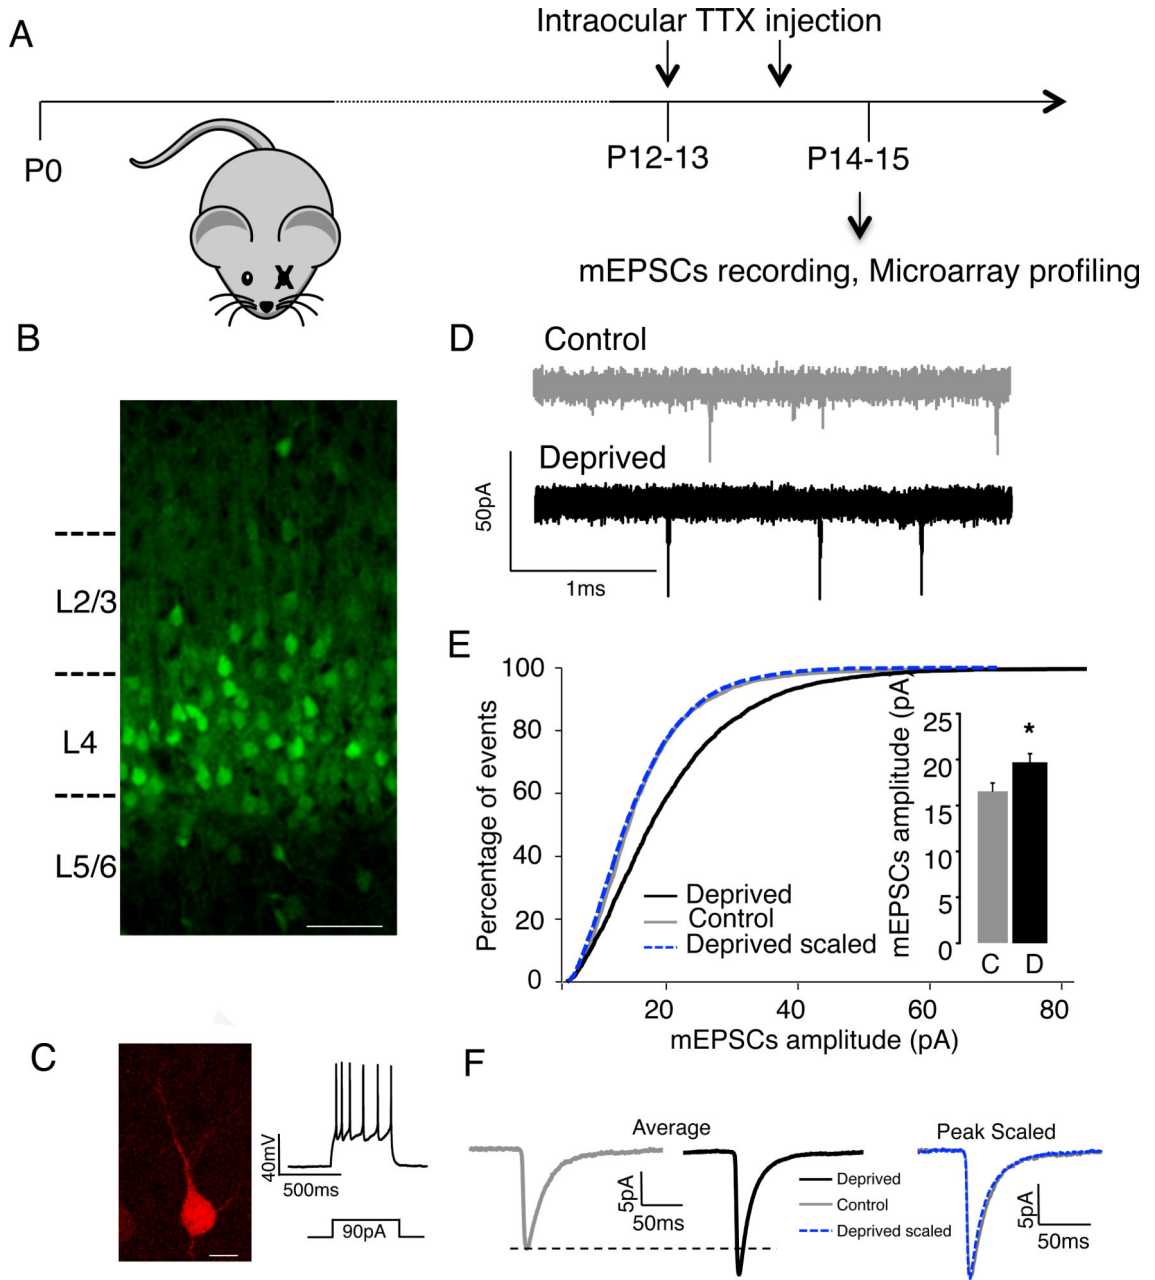 A
Intraocular TTX injection
P0
P12-13
P14-15
mEPSCs recording, Microarray profiling
X
B
L2/3
L4
L5/6
C
40mV
500ms
90pA
D
Control
Deprived
50pA
1ms
E
100
80
60
40
20
0
Percentage of events
20
40
60
80
mEPSCs amplitude (pA)
Deprived
Control
Deprived scaled
mEPSCs amplitude (pA)
25
20
15
10
5
0
*
C D
F
Average
5pA
50ms
Deprived
Control
Deprived scaled
Peak Scaled
5pA
50ms